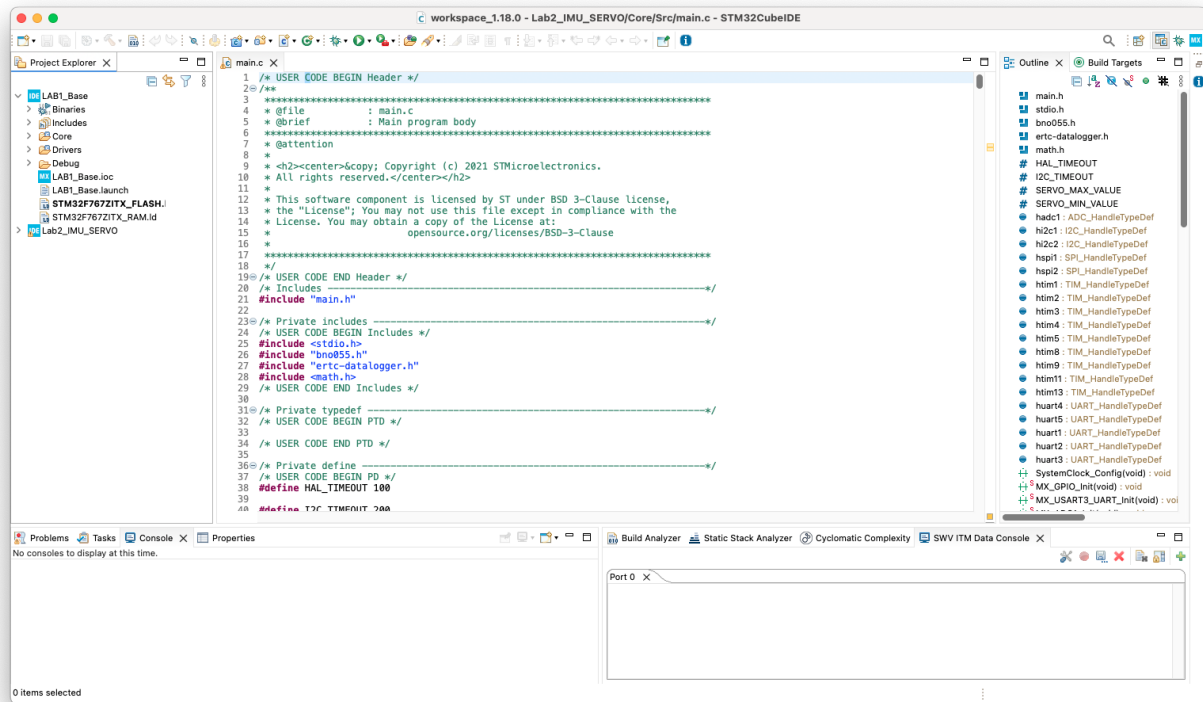 workspace_1.18.0 - Lab2_IMU_SERVO/Core/Src/main.c - STM32CubeIDE
Project Explorer
LAB1_Base
Binaries
Includes
Core
Drivers
Debug
LAB1_Base.ioc
LAB1_Base.launch
STM32F767ZITX_FLASH.l
STM32F767ZITX_RAM.ld
Lab2_IMU_SERVO
main.c
1 /* USER CODE BEGIN Header */
2 /**
3 ******************************************************************************
4 * @file : main.c
5 * @brief : Main program body
6 ******************************************************************************
7 * @attention
8 *
9 * <h2><center>&copy; Copyright (c) 2021 STMicroelectronics.
10 * All rights reserved.</center></h2>
11 *
12 * This software component is licensed by ST under BSD 3-Clause license,
13 * the "License"; You may not use this file except in compliance with the
14 * License. You may obtain a copy of the License at:
15 * opensource.org/licenses/BSD-3-Clause
16 *
17 ******************************************************************************
18 */
19 /* USER CODE END Header */
20 /* Includes ------------------------------------------------------------------*/
21 #include "main.h"
22
23 /* Private includes ----------------------------------------------------------*/
24 /* USER CODE BEGIN Includes */
25 #include <stdio.h>
26 #include "bno055.h"
27 #include "ertc-datalogger.h"
28 #include <math.h>
29 /* USER CODE END Includes */
30
31 /* Private typedef -----------------------------------------------------------*/
32 /* USER CODE BEGIN PTD */
33
34 /* USER CODE END PTD */
35
36 /* Private define ------------------------------------------------------------*/
37 /* USER CODE BEGIN PD */
38 #define HAL_TIMEOUT 100
39
40 #define I2C_TIMEOUT 200
Outline
Build Targets
main.h
stdio.h
bno055.h
ertc-datalogger.h
math.h
HAL_TIMEOUT
I2C_TIMEOUT
SERVO_MAX_VALUE
SERVO_MIN_VALUE
hadc1 : ADC_HandleTypeDef
hi2c1 : I2C_HandleTypeDef
hi2c2 : I2C_HandleTypeDef
hspi1 : SPI_HandleTypeDef
hspi2 : SPI_HandleTypeDef
htim1 : TIM_HandleTypeDef
htim2 : TIM_HandleTypeDef
htim3 : TIM_HandleTypeDef
htim4 : TIM_HandleTypeDef
htim5 : TIM_HandleTypeDef
htim8 : TIM_HandleTypeDef
htim9 : TIM_HandleTypeDef
htim11 : TIM_HandleTypeDef
htim13 : TIM_HandleTypeDef
huart4 : UART_HandleTypeDef
huart5 : UART_HandleTypeDef
huart1 : UART_HandleTypeDef
huart2 : UART_HandleTypeDef
huart3 : UART_HandleTypeDef
SystemClock_Config(void) : void
MX_GPIO_Init(void) : void
MX_USART3_UART_Init(void) : voi
Problems Tasks Console Properties
No consoles to display at this time.
Build Analyzer Static Stack Analyzer Cyclomatic Complexity SWV ITM Data Console
Port 0
0 items selected